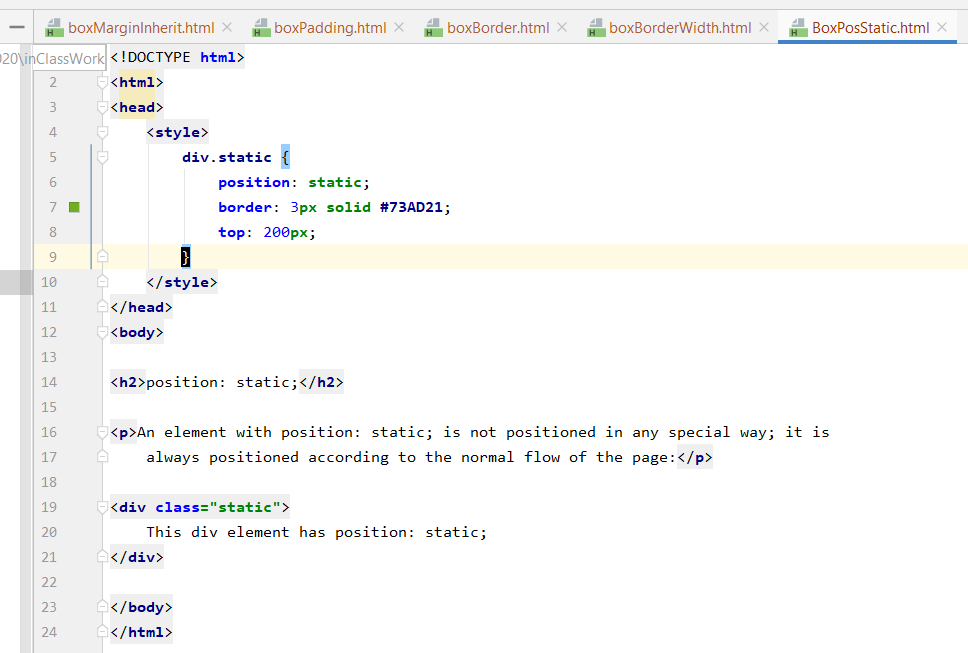 boxMarginInherit.html boxPadding.html boxBorder.html boxBorderWidth.html BoxPosStatic.html
020\inClassWork <!DOCTYPE html>
2 <html>
3 <head>
4 <style>
5 div.static {
6 position: static;
7 border: 3px solid #73AD21;
8 top: 200px;
9 }
10 </style>
11 </head>
12 <body>
13
14 <h2>position: static;</h2>
15
16 <p>An element with position: static; is not positioned in any special way; it is
17 always positioned according to the normal flow of the page:</p>
18
19 <div class="static">
20 This div element has position: static;
21 </div>
22
23 </body>
24 </html>